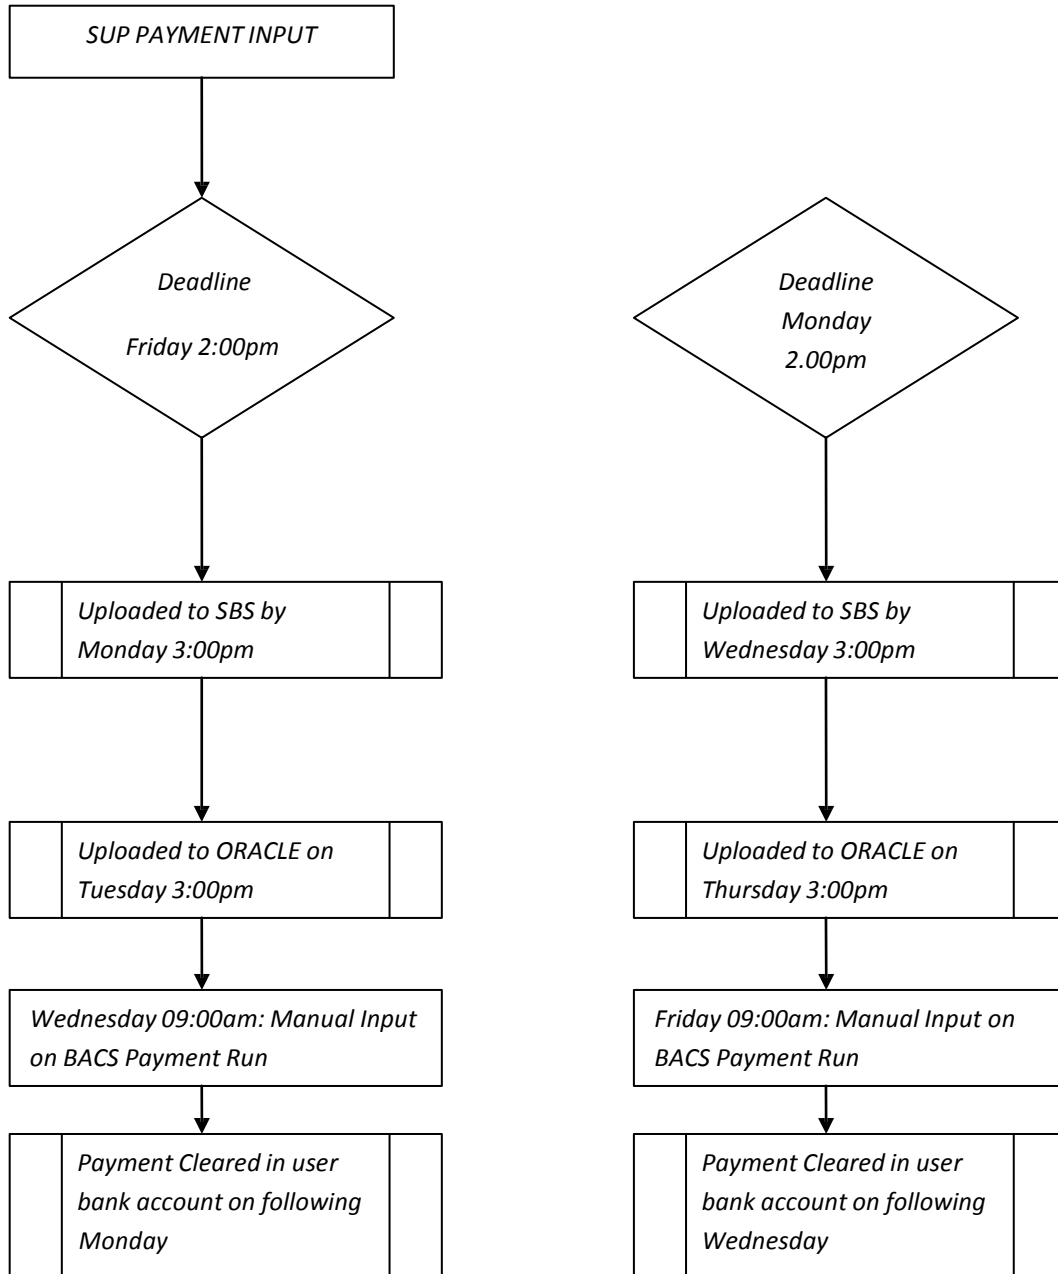 SUP PAYMENT INPUT
Deadline
Friday 2:00pm
Uploaded to SBS by
Monday 3:00pm
Uploaded to ORACLE on
Tuesday 3:00pm
Wednesday 09:00am: Manual Input
on BACS Payment Run
Payment Cleared in user
bank account on following
Monday
Deadline
Monday
2.00pm
Uploaded to SBS by
Wednesday 3:00pm
Uploaded to ORACLE on
Thursday 3:00pm
Friday 09:00am: Manual Input on
BACS Payment Run
Payment Cleared in user
bank account on following
Wednesday